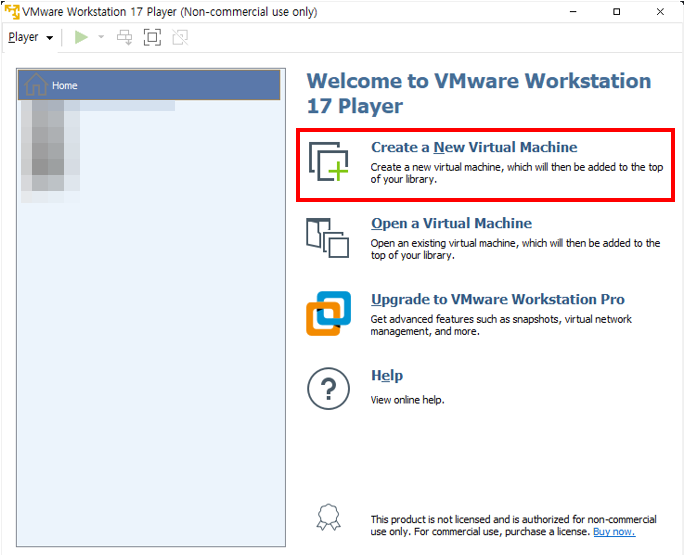 VMware Workstation 17 Player (Non-commercial use only)
Player
Home
Welcome to VMware Workstation
17 Player
Create a New Virtual Machine
Create a new virtual machine, which will then be added to the top
of your library.
Open a Virtual Machine
Open an existing virtual machine, which will then be added to the
top of your library.
Upgrade to VMware Workstation Pro
Get advanced features such as snapshots, virtual network
management, and more.
Help
View online help.
This product is not licensed and is authorized for non-commercial
use only. For commercial use, purchase a license. Buy now.